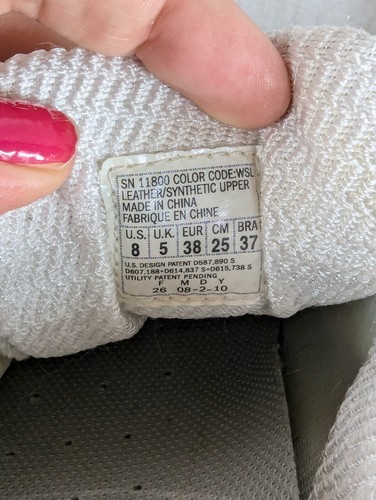 SN 11800 COLOR CODE:WSL
LEATHER/SYNTHETIC UPPER
MADE IN CHINA
FABRIQUE EN CHINE
U.S. U.K. EUR CM BRA
8 5 38 25 37
U.S. DESIGN PATENT D587,890 S
D607,188+D614,837 S+D615,738 S
UTILITY PATENT PENDING
F M D Y
26 08-2-10